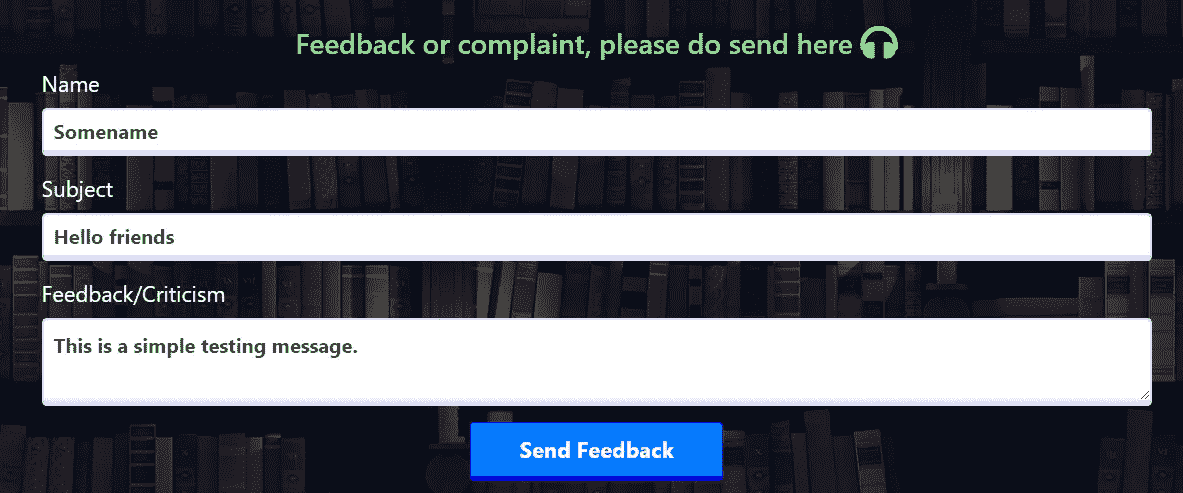 Feedback or complaint, please do send here
Name
Somename
Subject
Hello friends
Feedback/Criticism
This is a simple testing message.
Send Feedback